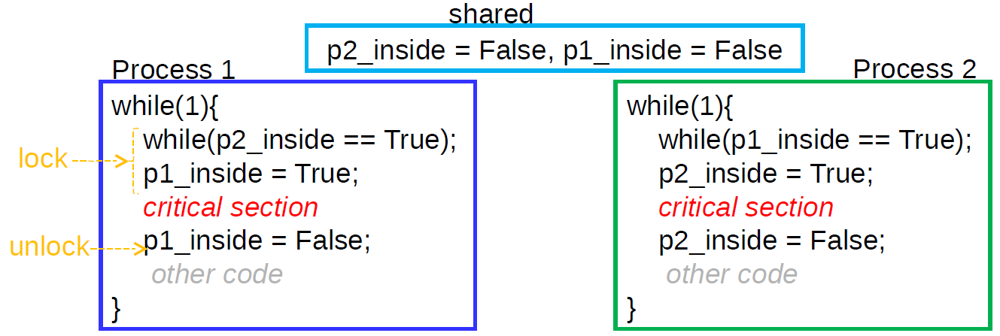 shared
p2_inside = False, p1_inside = False
Process 1
while(1){
while(p2_inside == True);
lock
p1_inside = True;
critical section
unlock
p1_inside = False;
other code
}
Process 2
while(1){
while(p1_inside == True);
p2_inside = True;
critical section
p2_inside = False;
other code
}